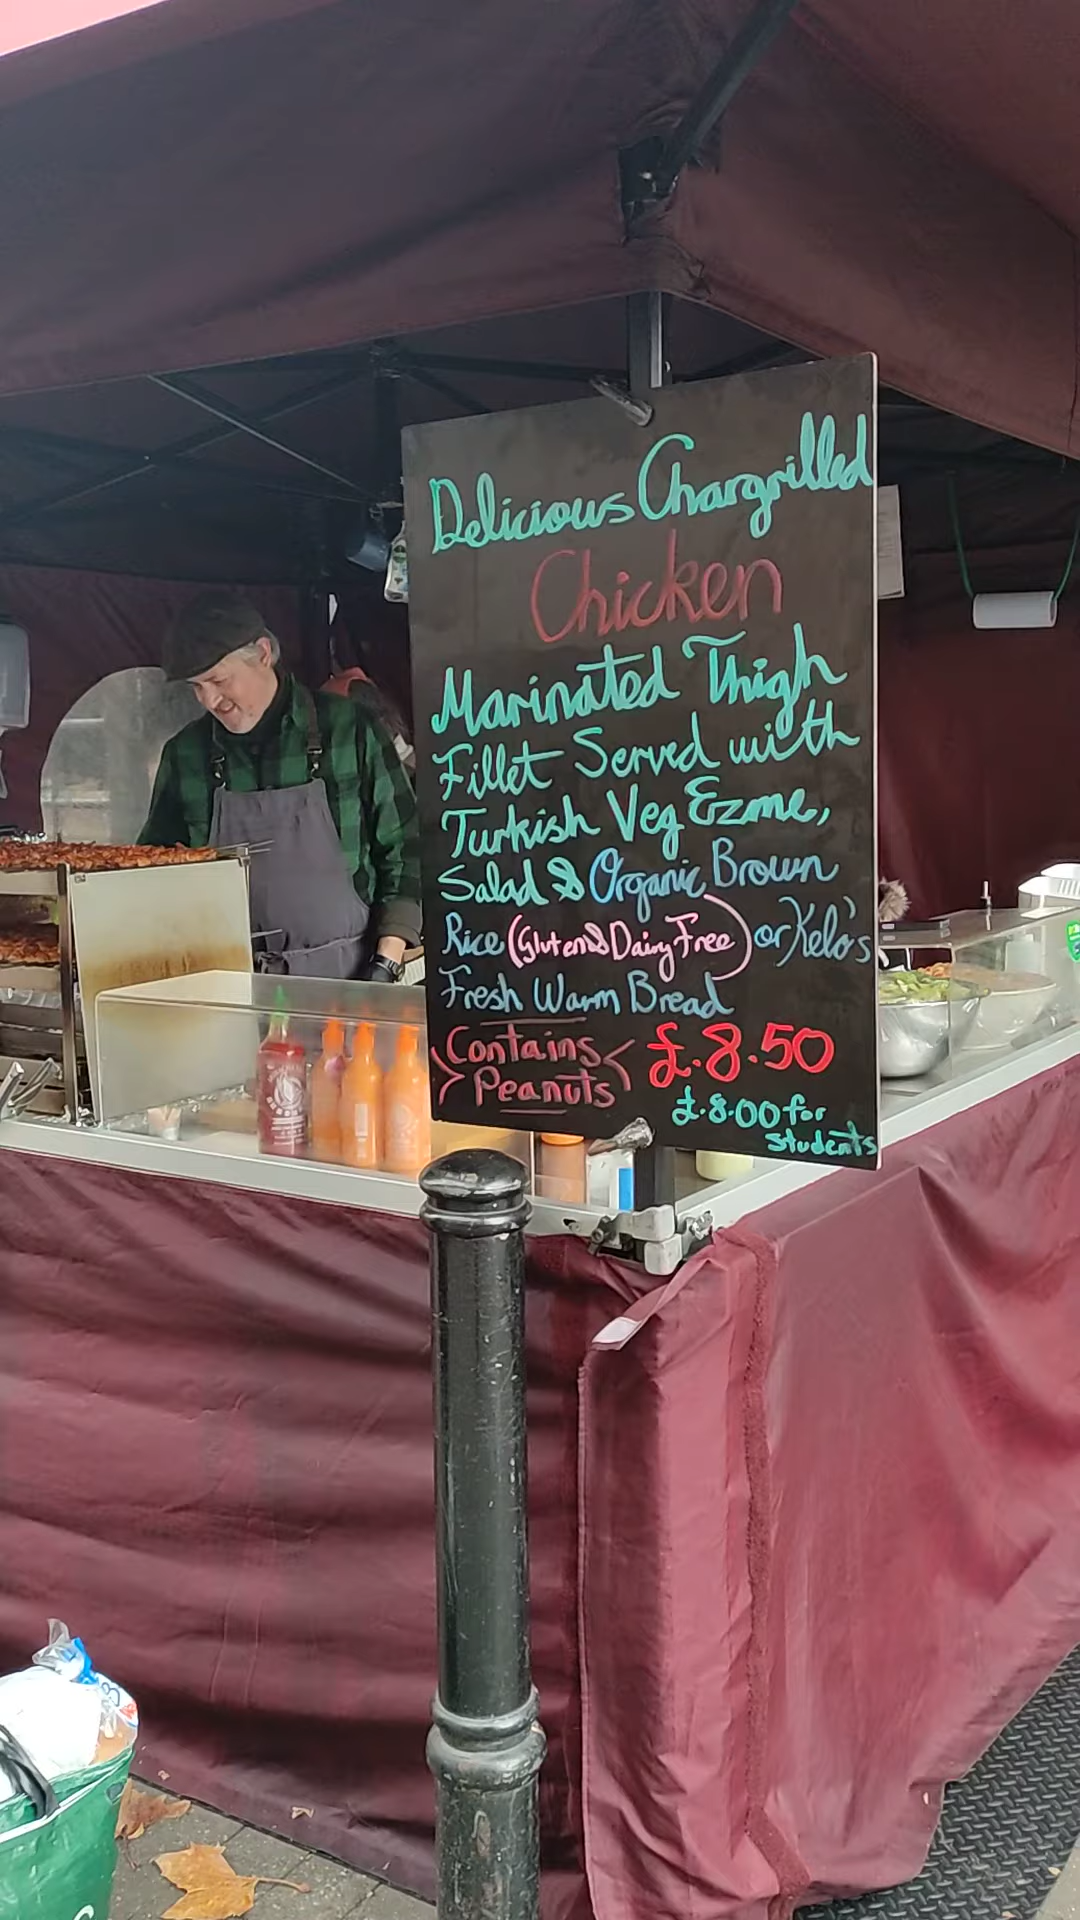 Delicious Chargrilled
Chicken
Marinated Thigh
Fillet Served with
Turkish Veg Ezme,
Salad & Organic Brown
Rice (Gluten & Dairy Free) or Kelo's
Fresh Warm Bread
Contains
Peanuts
£.8.50
£.8.00 for
Students